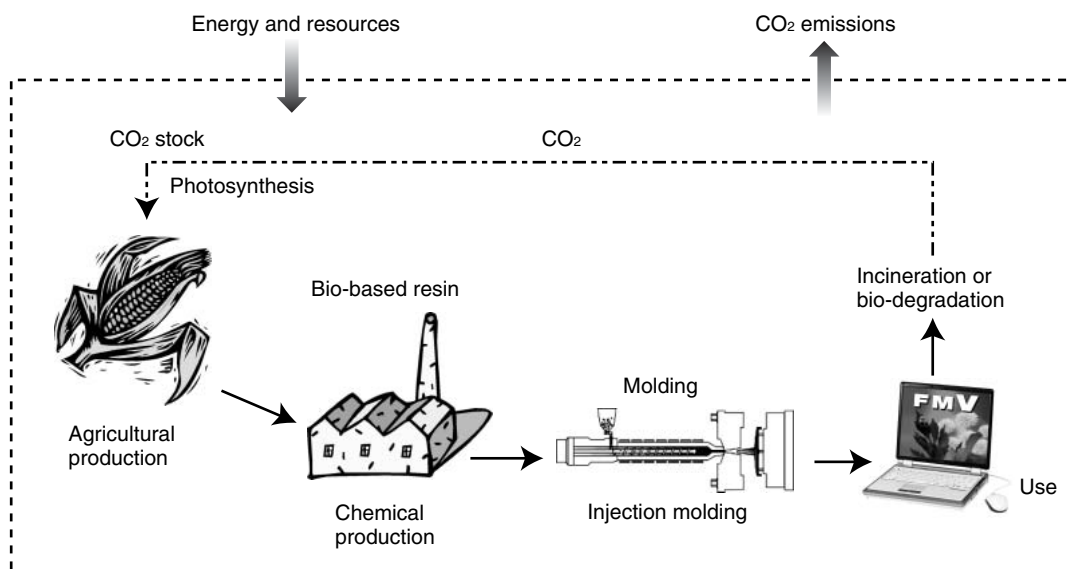 Energy and resources
CO2 emissions
CO2 stock
CO2
Photosynthesis
Incineration or
bio-degradation
Bio-based resin
Molding
FMV
Agricultural
production
Use
Injection molding
Chemical
production